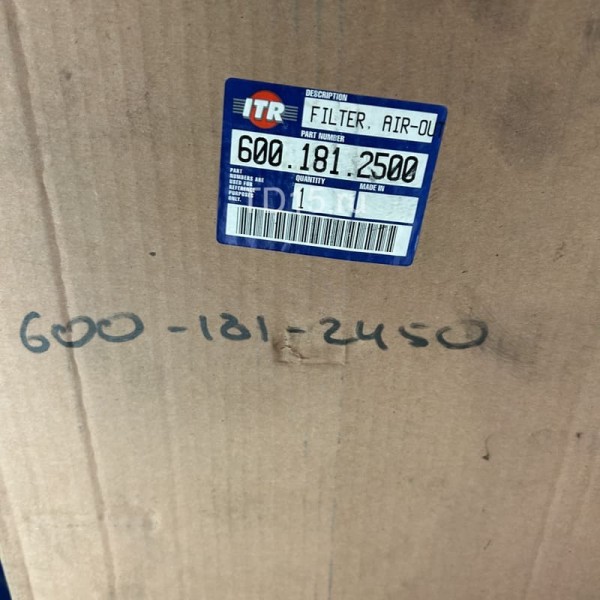 ITR
DESCRIPTION
FILTER, AIR-OU
PART NUMBER
600.181.2500
PART
NUMBERS ARE
USED FOR
REFERENCE
PURPOSES
ONLY.
QUANTITY
MADE IN
1
600-181-2450